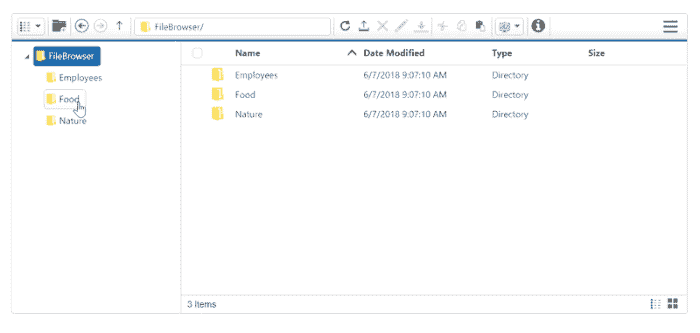 FileBrowser/
FileBrowser
Employees
Food
Nature
Name Date Modified Type Size
Employees 6/7/2018 9:07:10 AM Directory
Food 6/7/2018 9:07:10 AM Directory
Nature 6/7/2018 9:07:10 AM Directory
3 Items